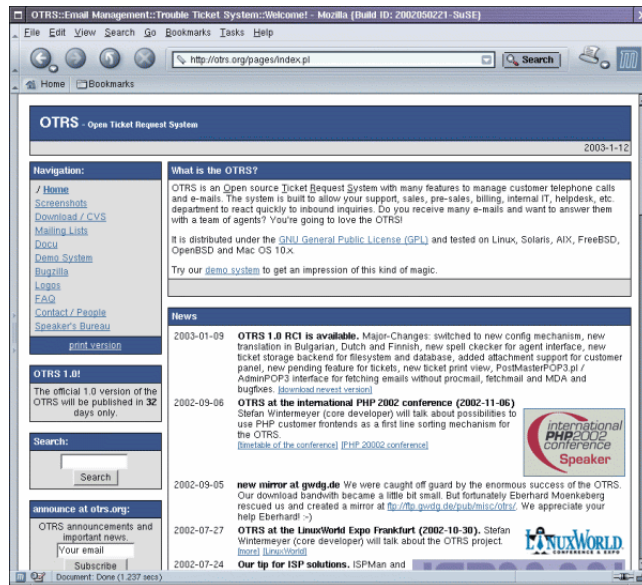 OTRS::Email Management::Trouble Ticket System::Welcome! - Mozilla {Build ID: 2002050221-SuSE}
File Edit View Search Go Bookmarks Tasks Help
http://otrs.org/pages/index.pl
Search
Home Bookmarks
OTRS - Open Ticket Request System
2003-1-12
Navigation:
/ Home
Screenshots
Download / CVS
Mailing Lists
Docu
Demo System
Bugzilla
Logos
FAQ
Contact / People
Speaker's Bureau
print version
OTRS 1.0!
The official 1.0 version of the
OTRS will be published in 32
days only.
Search:
Search
announce at otrs.org:
OTRS announcements and
important news.
Your email
Subscribe
What is the OTRS?
OTRS is an Open source Ticket Request System with many features to manage customer telephone calls
and e-mails. The system is built to allow your support, sales, pre-sales, billing, internal IT, helpdesk, etc.
department to react quickly to inbound inquiries. Do you receive many e-mails and want to answer them
with a team of agents? You're going to love the OTRS!
It is distributed under the GNU General Public License (GPL) and tested on Linux, Solaris, AIX, FreeBSD,
OpenBSD and Mac OS 10.x.
Try our demo system to get an impression of this kind of magic.
News
2003-01-09 OTRS 1.0 RC1 is available. Major-Changes: switched to new config mechanism, new
translation in Bulgarian, Dutch and Finnish, new spell checker for agent interface, new
ticket storage backend for filesystem and database, added attachment support for customer
panel, new pending feature for tickets, new ticket print view, PostMasterPOP3.pl /
AdminPOP3 interface for fetching emails without procmail, fetchmail and MDA and
bugfixes. [download newest version]
2002-09-06 OTRS at the international PHP 2002 conference (2002-11-06)
Stefan Wintermeyer (core developer) will talk about possibilities to
use PHP customer frontends as a first line sorting mechanism for
the OTRS.
[timetable of the conference] [PHP 20002 conference]
international
PHP2002
conference
Speaker
2002-09-05 new mirror at gwdg.de We were caught off guard by the enormous success of the OTRS.
Our download bandwith became a little bit small. But fortunately Eberhard Moenkeberg
rescued us and created a mirror at ftp://ftp.gwdg.de/pub/misc/otrs/. We appreciate your
help Eberhard! :-)
2002-07-27 OTRS at the LinuxWorld Expo Frankfurt (2002-10-30). Stefan
Wintermeyer (core developer) will talk about the OTRS project.
[more] [LinuxWorld]
LINUXWORLD
CONFERENCE & EXPO
2002-07-24 Our tip for ISP solutions. ISPMan and
Document: Done (1.237 secs)